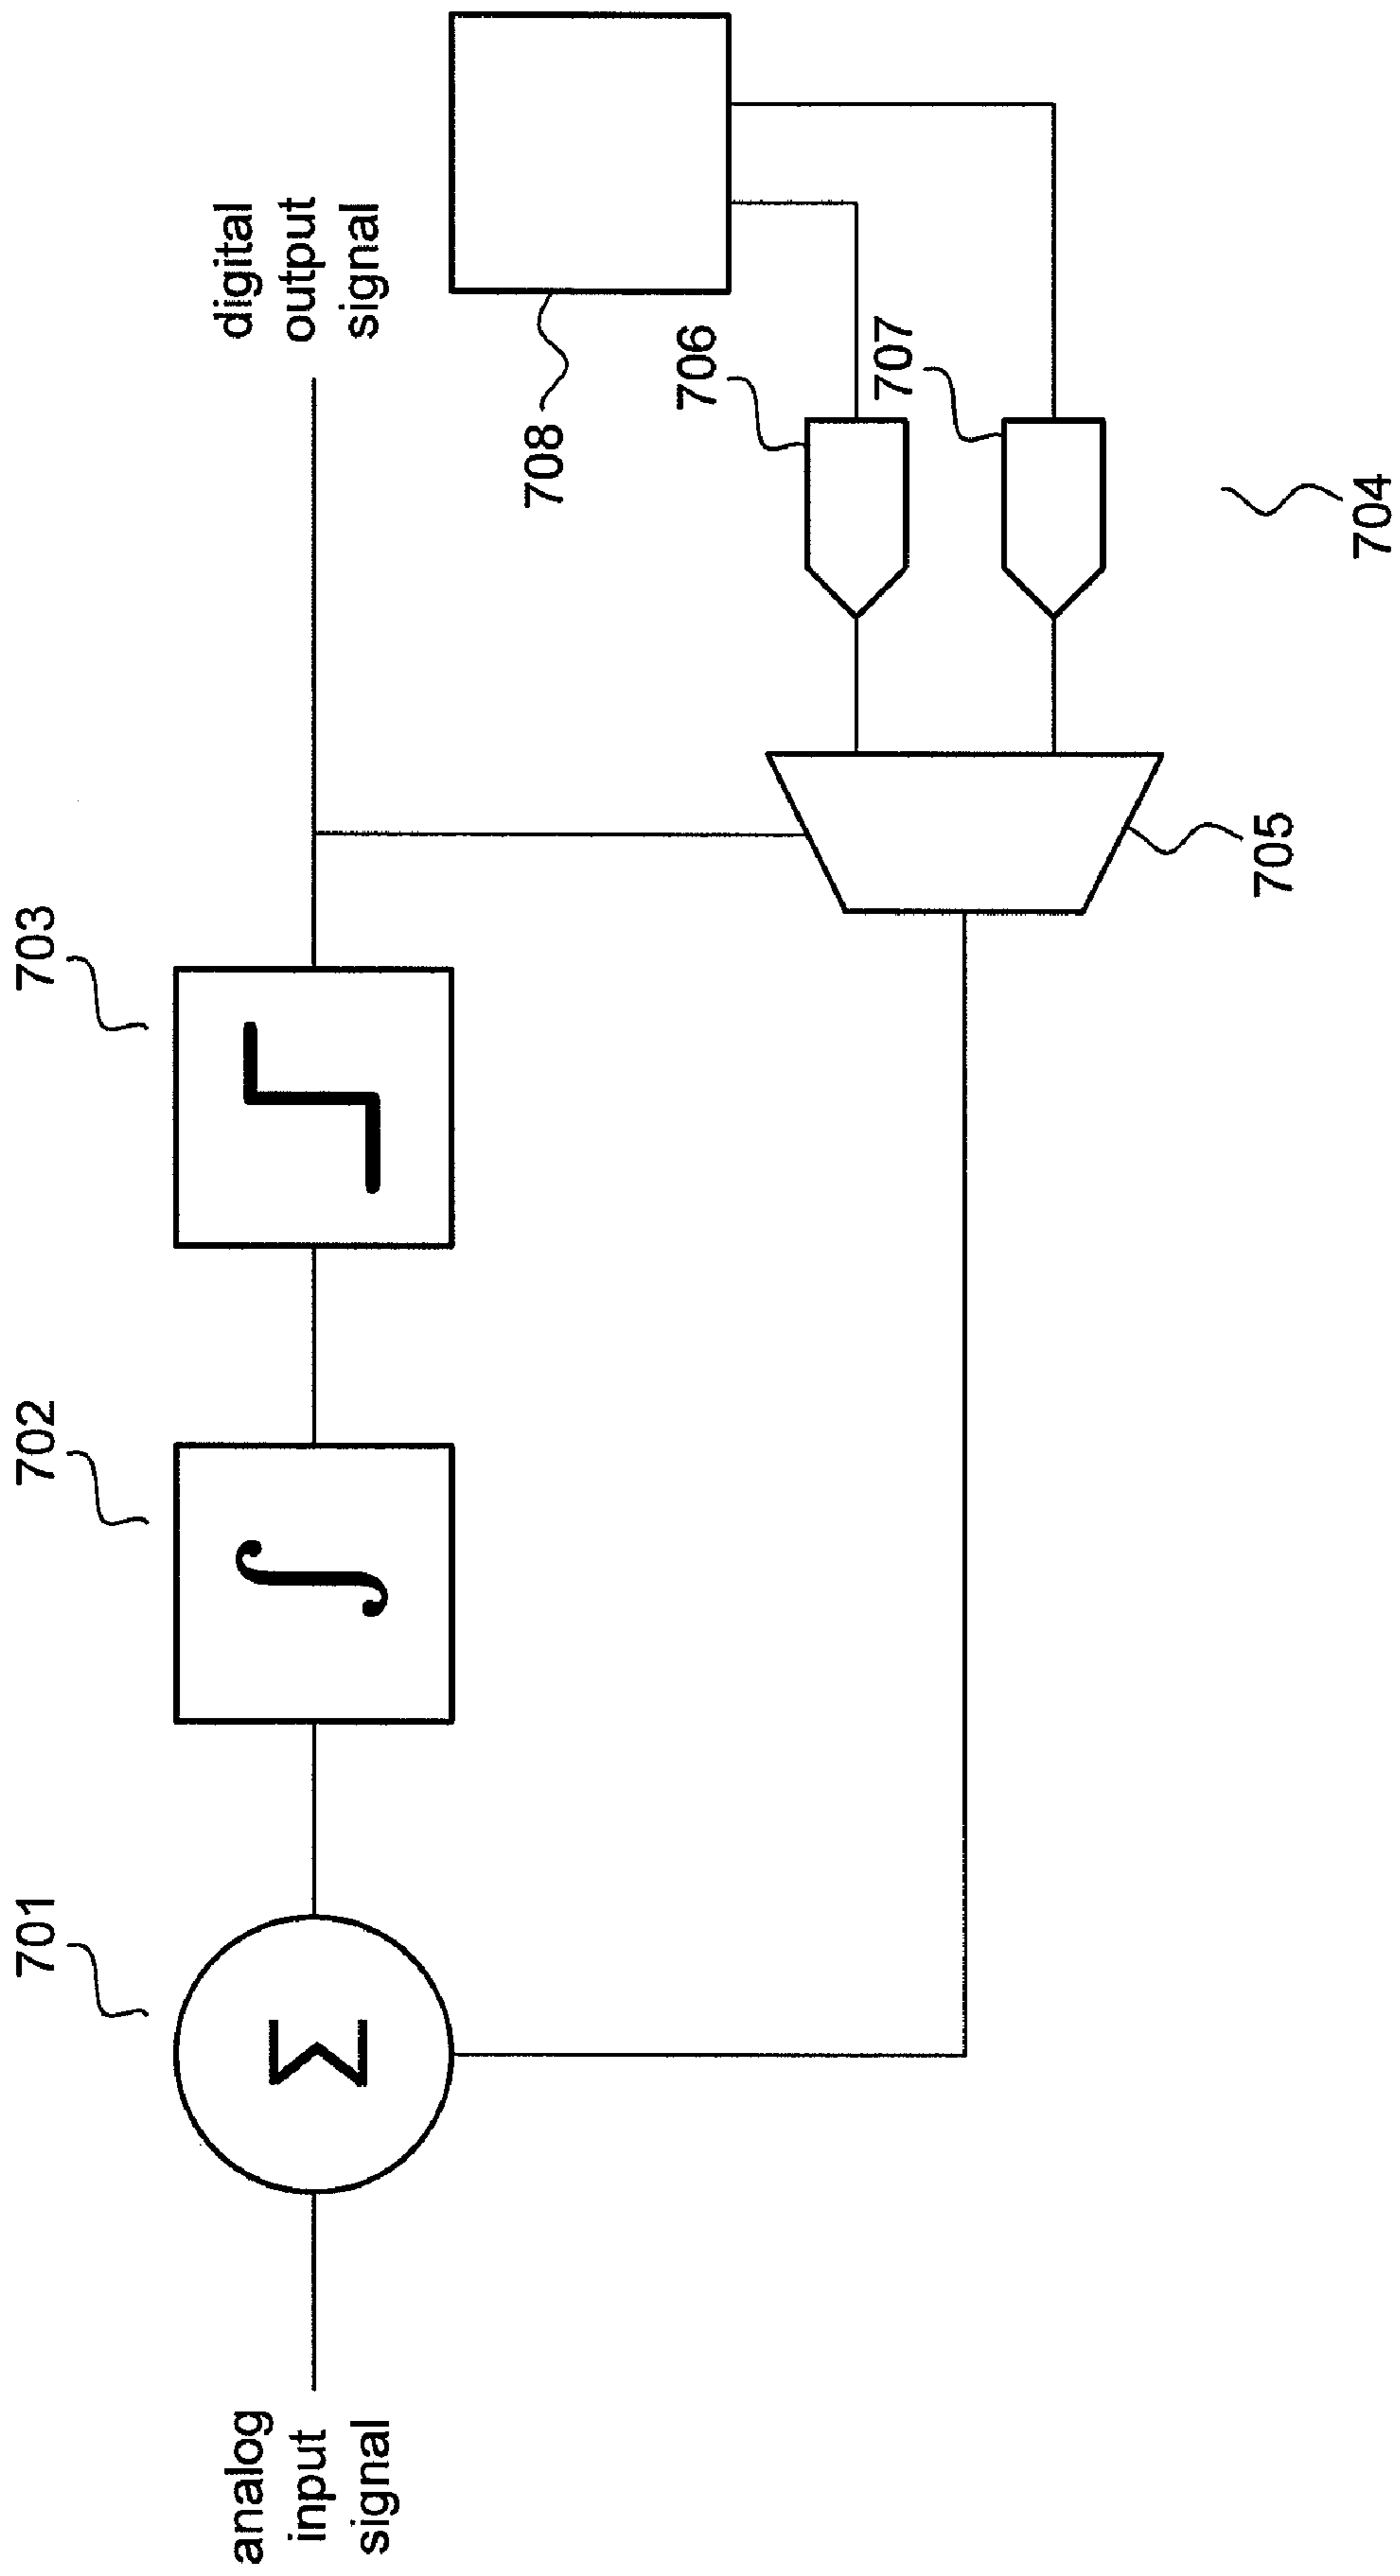 analog
input
signal
701
Σ
702
∫
703
digital
output
signal
708
706
707
705
704